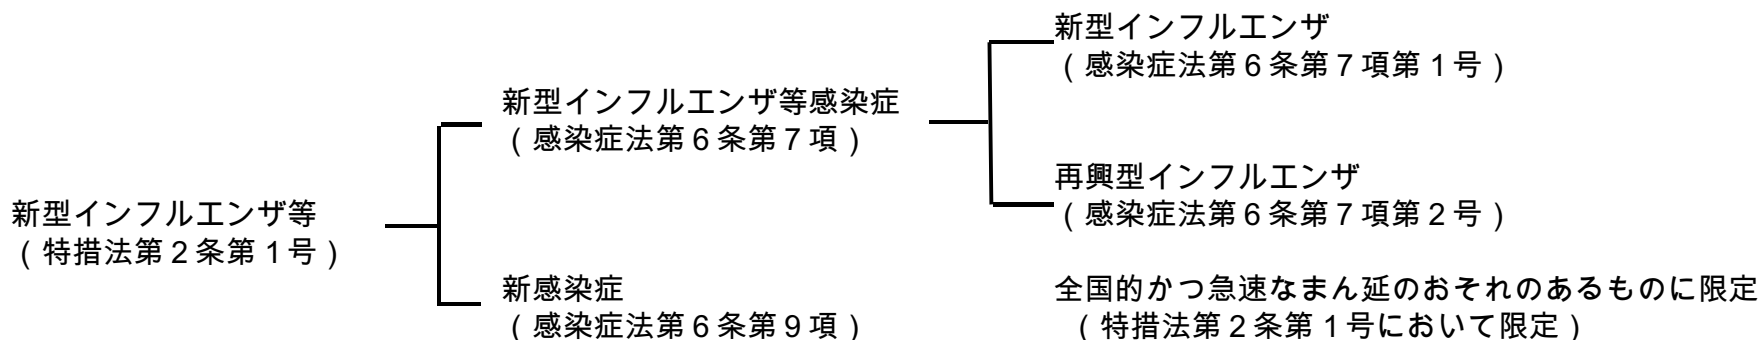 新型インフルエンザ
（感染症法第６条第７項第１号）
新型インフルエンザ等感染症
（感染症法第６条第７項）
再興型インフルエンザ
（感染症法第６条第７項第２号）
新型インフルエンザ等
（特措法第２条第１号）
新感染症
（感染症法第６条第９項）
全国的かつ急速なまん延のおそれのあるものに限定
（特措法第２条第１号において限定）